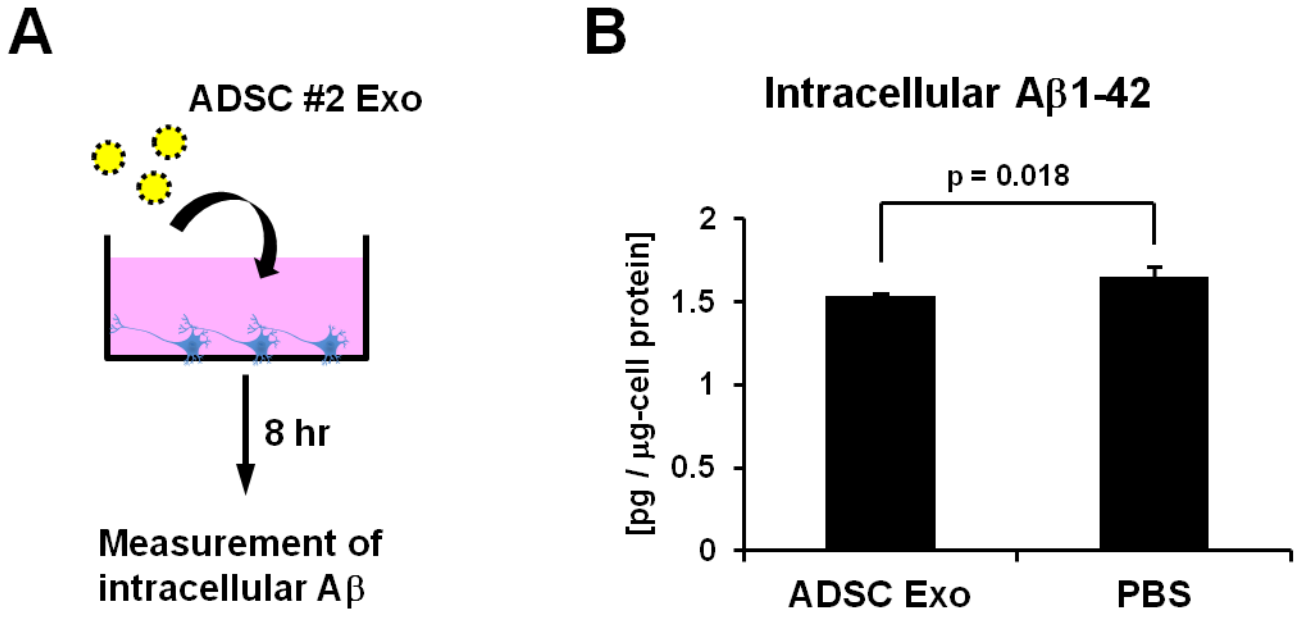 A
ADSC #2 Exo
8 hr
Measurement of
intracellular Aβ
B
Intracellular Aβ1-42
p = 0.018
[pg / μg-cell protein]
2
1.5
1
0.5
0
ADSC Exo
PBS